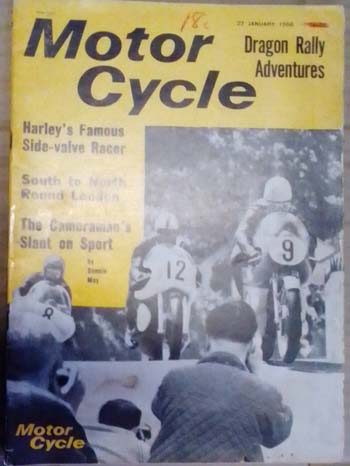 18c
27 JANUARY 1966
Motor
Cycle
Dragon Rally
Adventures
Harley's Famous
Side-valve Racer
South to North
Round London
The Cameraman's
Slant on Sport
by
Dennis
May
12
9
8
Motor
Cycle